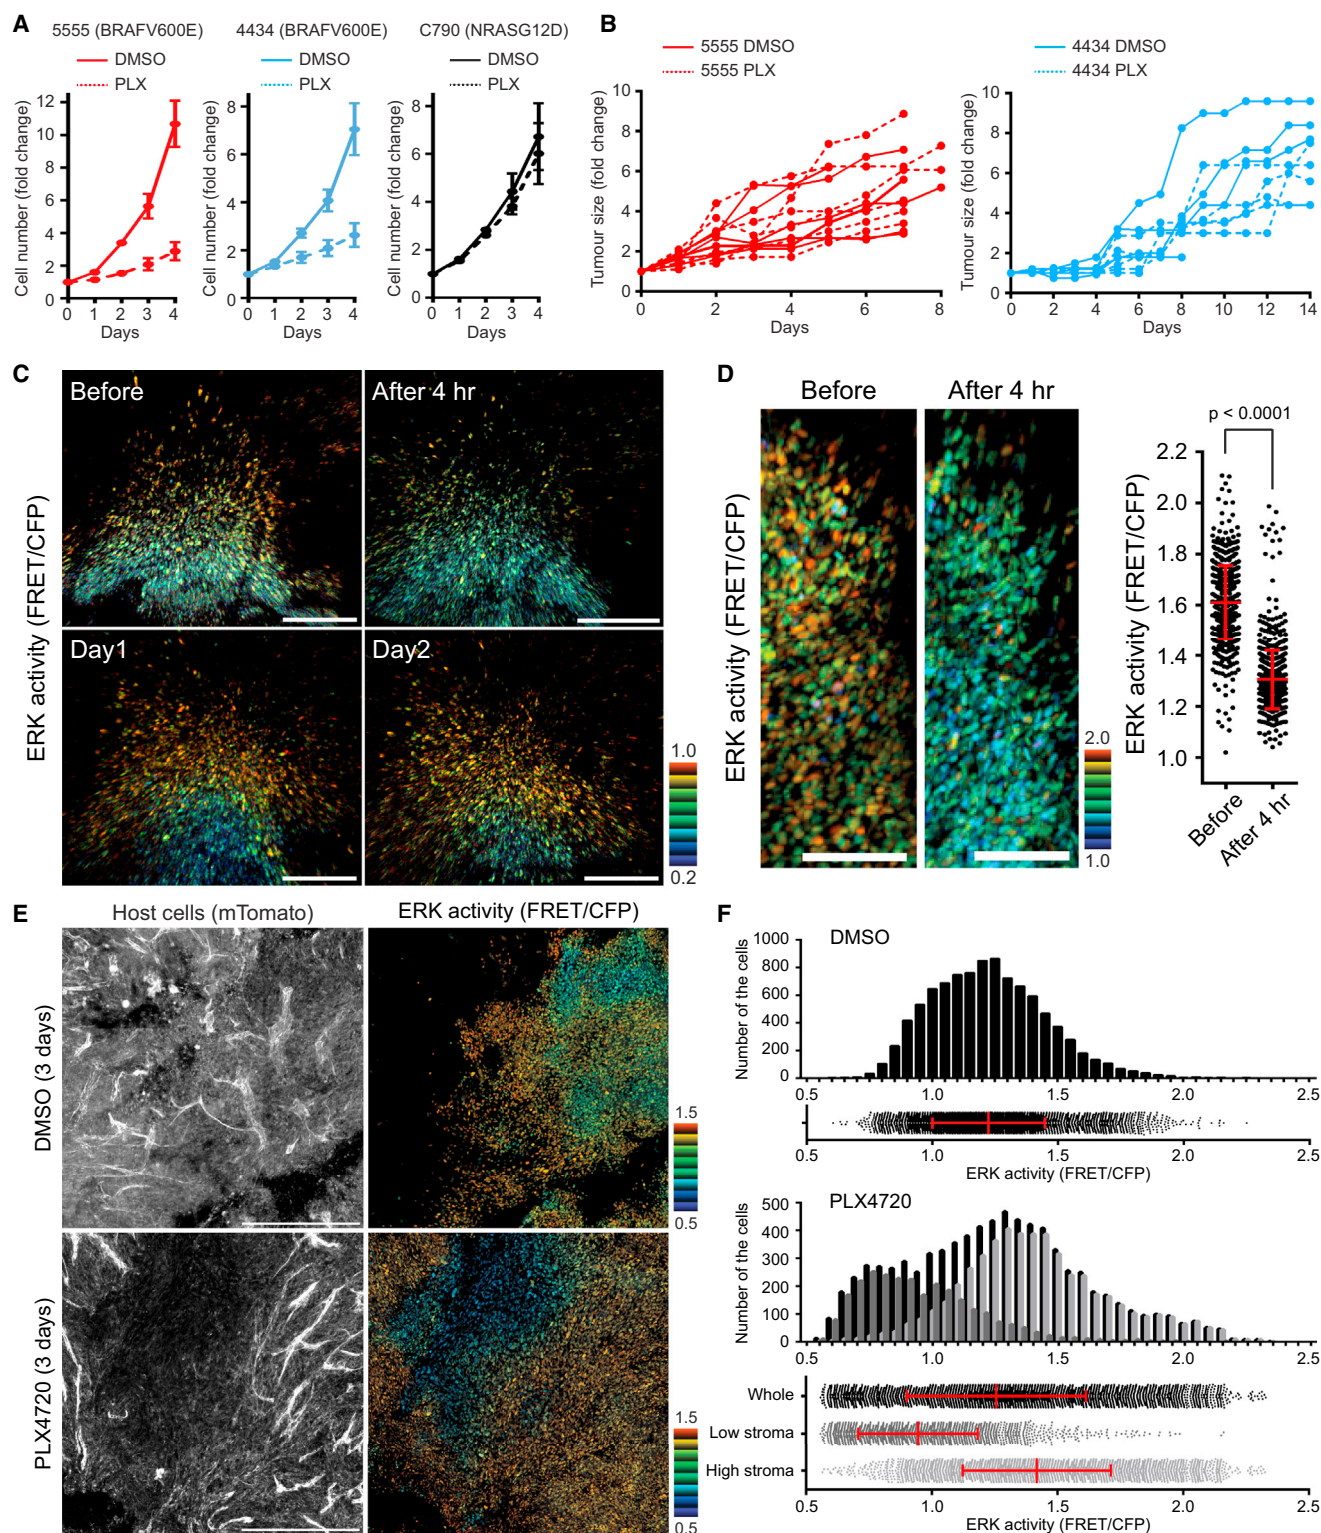 A
5555 (BRAFV600E)
DMSO
PLX
Cell number (fold change)
12
10
8
6
4
2
0
0 1 2 3 4
Days
4434 (BRAFV600E)
DMSO
PLX
Cell number (fold change)
8
6
4
2
0
0 1 2 3 4
Days
C790 (NRASG12D)
DMSO
PLX
Cell number (fold change)
8
6
4
2
0
0 1 2 3 4
Days
B
5555 DMSO
5555 PLX
Tumour size (fold change)
10
8
6
4
2
0
0 2 4 6 8
Days
4434 DMSO
4434 PLX
Tumour size (fold change)
10
8
6
4
2
0
0 2 4 6 8 10 12 14
Days
C
ERK activity (FRET/CFP)
Before
After 4 hr
Day1
Day2
1.0
0.2
D
Before
After 4 hr
ERK activity (FRET/CFP)
2.0
1.0
p < 0.0001
ERK activity (FRET/CFP)
2.2
2.0
1.8
1.6
1.4
1.2
1.0
Before
After 4 hr
E
Host cells (mTomato)
ERK activity (FRET/CFP)
DMSO (3 days)
1.5
0.5
PLX4720 (3 days)
1.5
0.5
F
DMSO
Number of the cells
1000
800
600
400
200
0
0.5 1.0 1.5 2.0 2.5
0.5 1.0 1.5 2.0 2.5
ERK activity (FRET/CFP)
PLX4720
Number of the cells
500
400
300
200
100
0
0.5 1.0 1.5 2.0 2.5
Whole
Low stroma
High stroma
0.5 1.0 1.5 2.0 2.5
ERK activity (FRET/CFP)